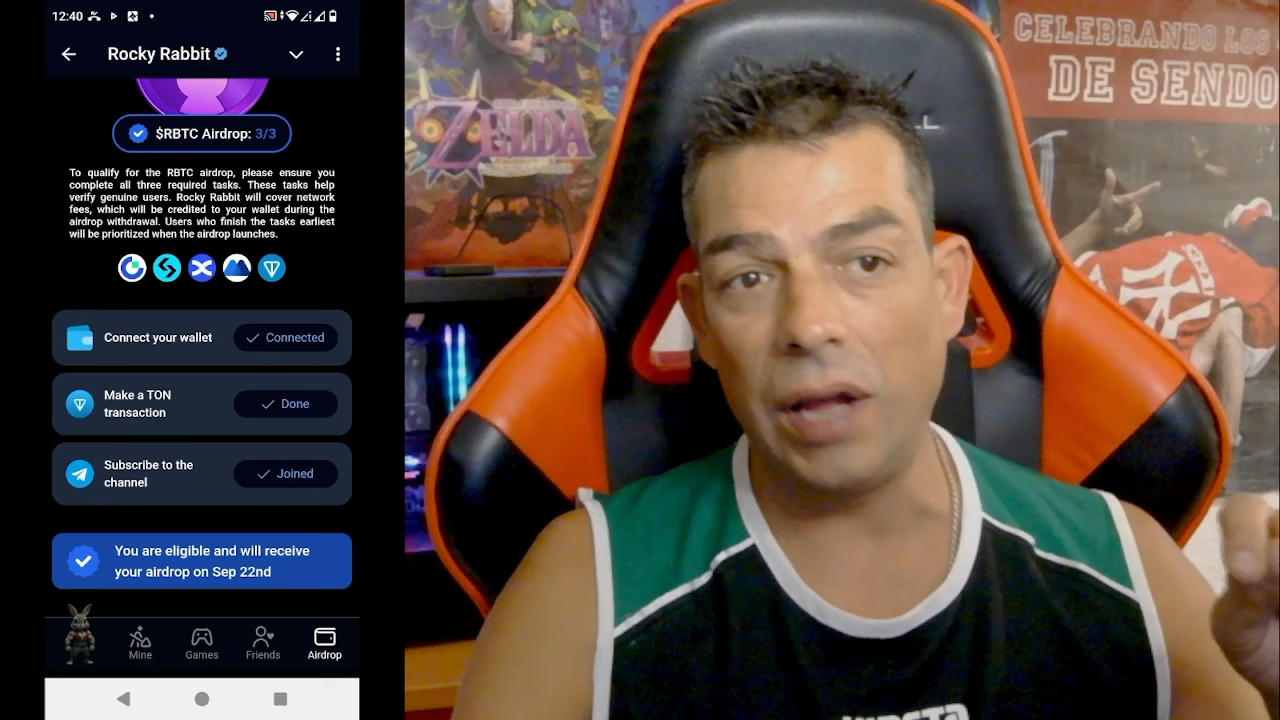 12:40
Rocky Rabbit
$RBTC Airdrop: 3/3
To qualify for the RBTC airdrop, please ensure you
complete all three required tasks. These tasks help
verify genuine users. Rocky Rabbit will cover network
fees, which will be credited to your wallet during the
airdrop withdrawal. Users who finish the tasks earliest
will be prioritized when the airdrop launches.
Connect your wallet
Connected
Make a TON
transaction
Done
Subscribe to the
channel
Joined
You are eligible and will receive
your airdrop on Sep 22nd
Mine
Games
Friends
Airdrop
ZELDA
CELEBRANDO LOS
DE SENDO